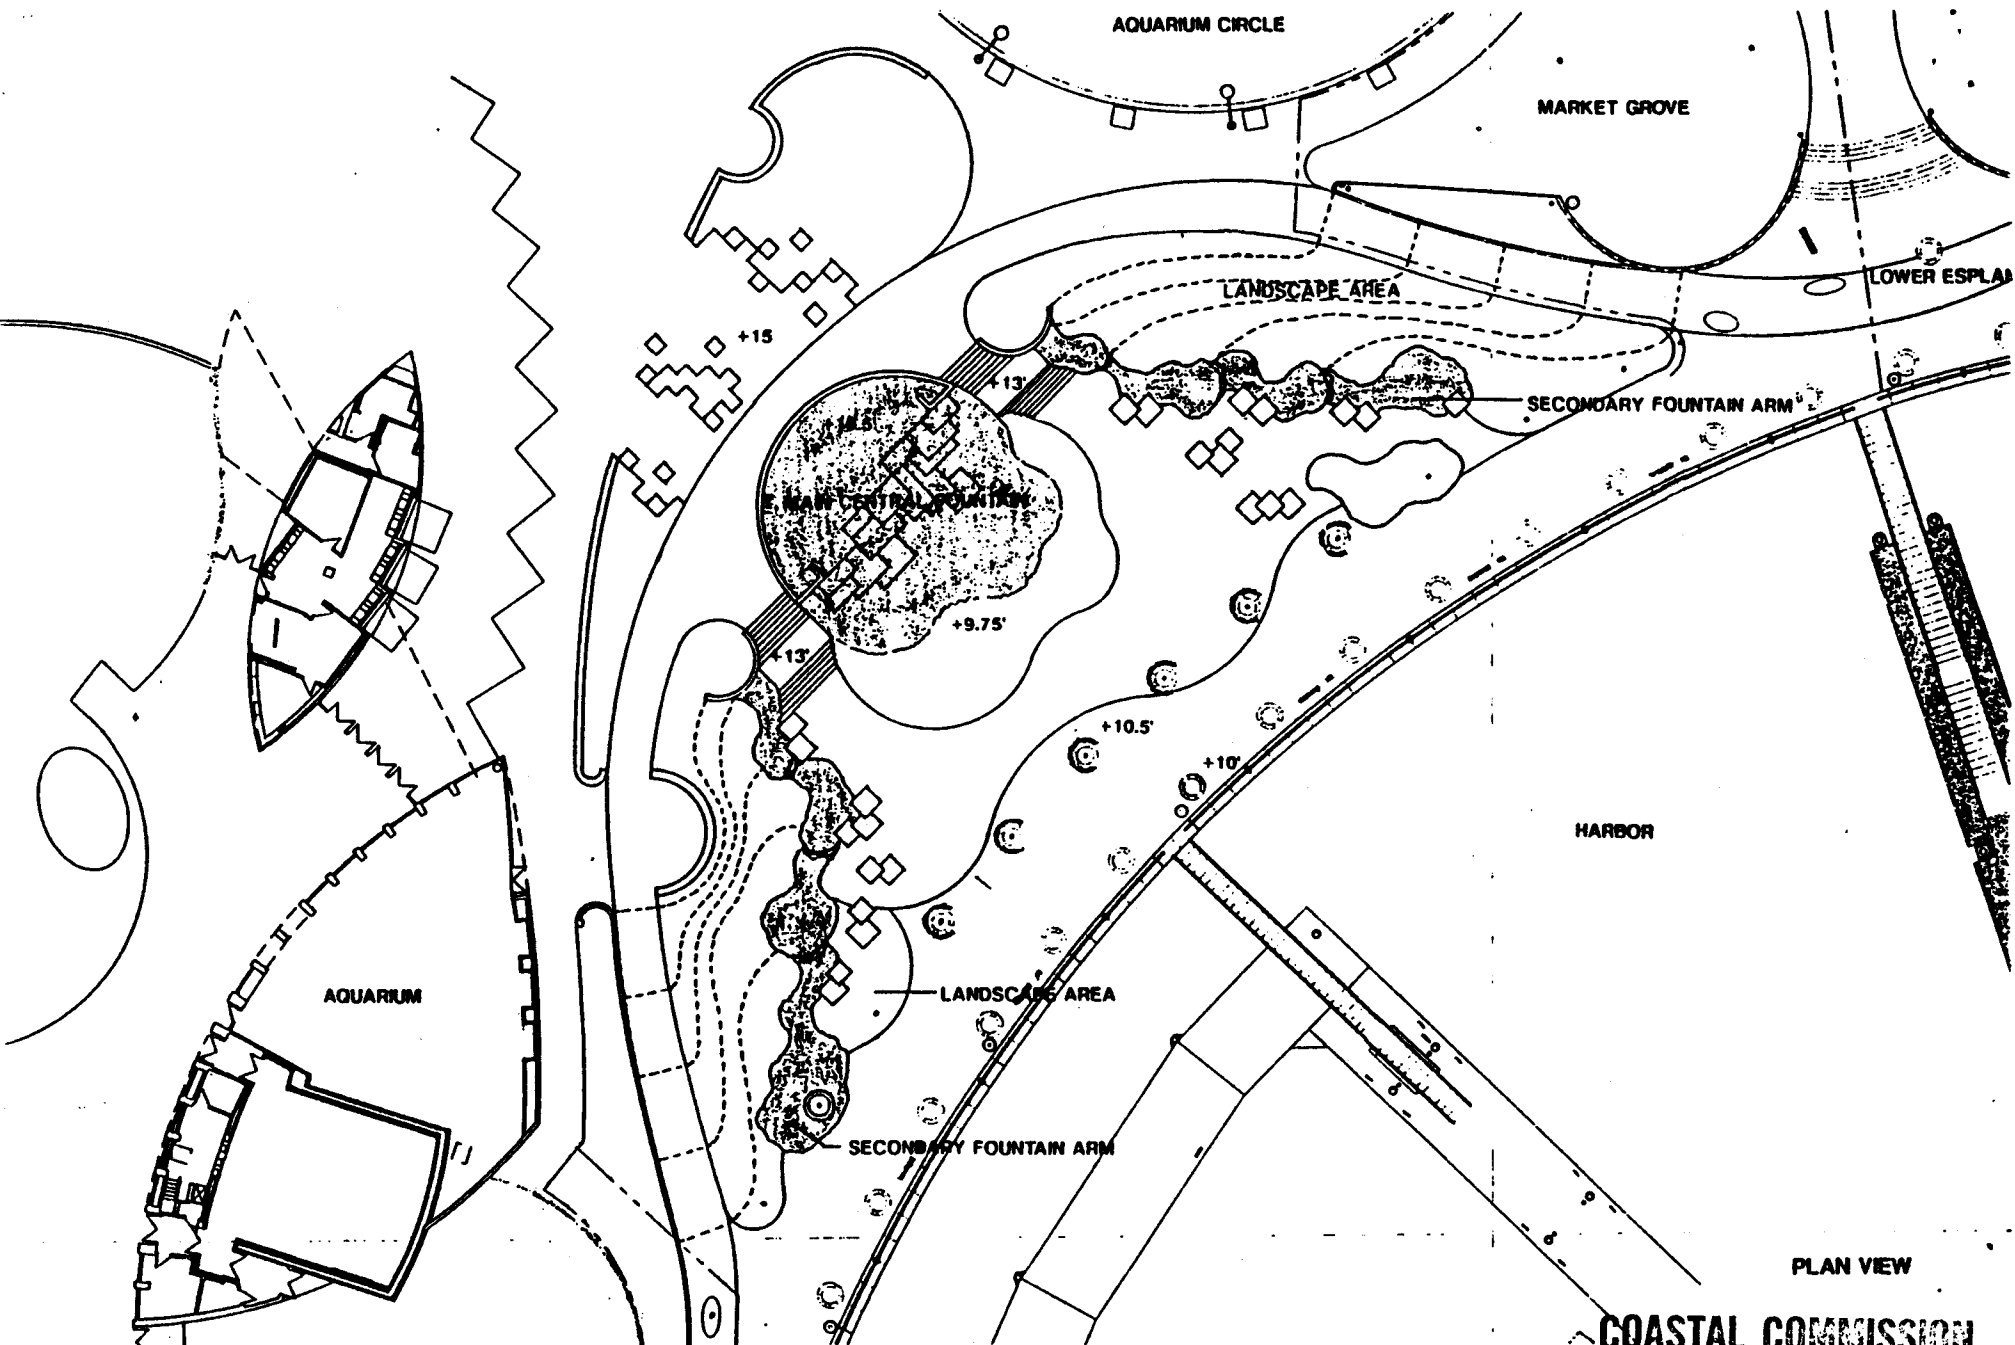 AQUARIUM CIRCLE
MARKET GROVE
LOWER
LANDSCAPE AREA
+15
+13'
SECONDARY FOUNTAIN ARM
MAIN CENTRAL FOUNTAIN
+9.75'
+13'
+10.5'
+10'
HARBOR
AQUARIUM
LANDSCAPE AREA
SECONDARY FOUNTAIN ARM
PLAN VIEW
COASTAL COMMISSION